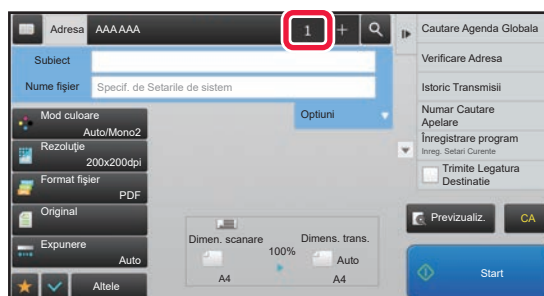 Adresa
AAA AAA
1
+
Cautare Agenda Globala
Subiect
Verificare Adresa
Nume fişier
Specif. de Setarile de sistem
Istoric Transmisii
Mod culoare
Auto/Mono2
Optiuni
Numar Cautare
Apelare
Rezoluţie
200x200dpi
Înregistrare program
Inreg. Setari Curente
Format fişier
PDF
Trimite Legatura
Destinatie
Original
Previzualiz.
CA
Expunere
Auto
Dimen. scanare
A4
100%
Dimens. trans.
Auto
A4
Altele
Start